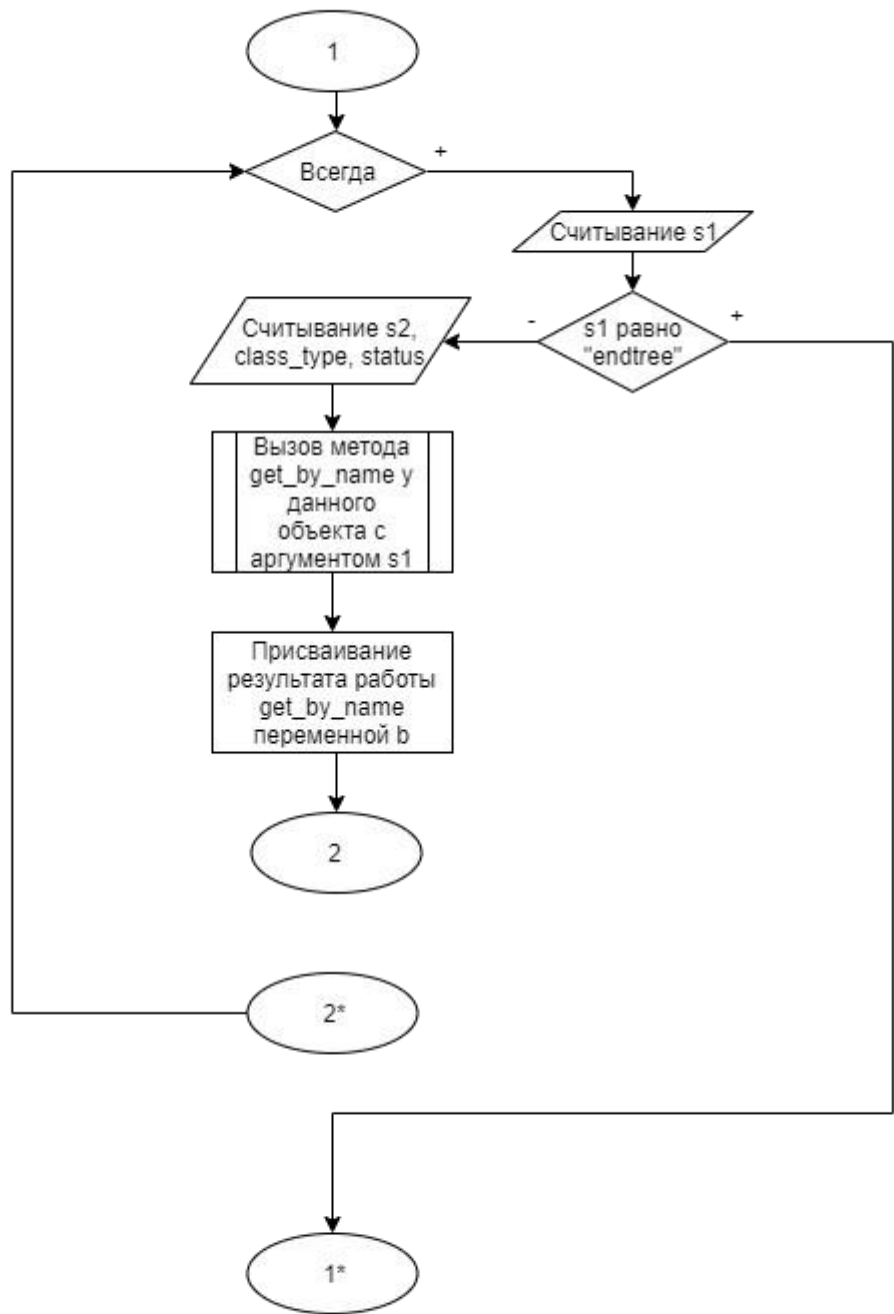 1
Всегда
+
Считывание s1
s1 равно
"endtree"
-
+
Считывание s2,
class_type, status
Вызов метода
get_by_name у
данного
объекта с
аргументом s1
Присваивание
результата работы
get_by_name
переменной b
2
2*
1*